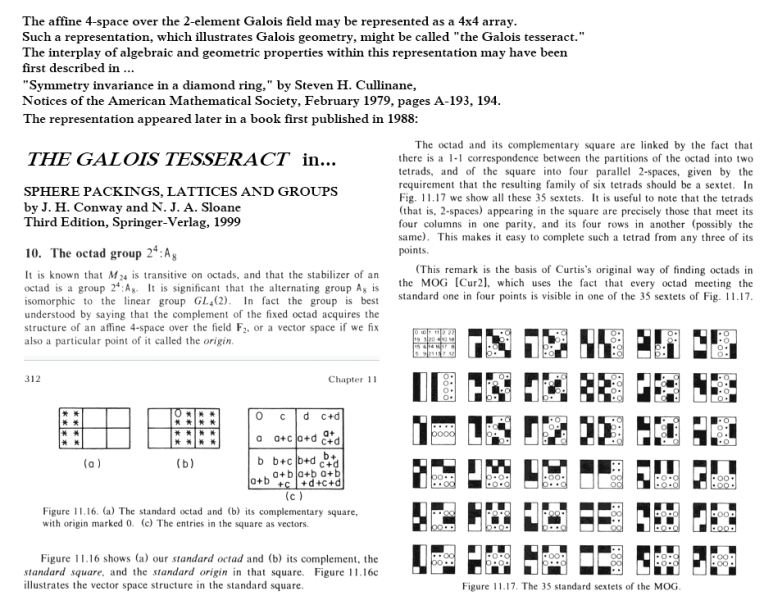 The affine 4-space over the 2-element Galois field may be represented as a 4x4 array.
Such a representation, which illustrates Galois geometry, might be called "the Galois tesseract."
The interplay of algebraic and geometric properties within this representation may have been
first described in ...
"Symmetry invariance in a diamond ring," by Steven H. Cullinane,
Notices of the American Mathematical Society, February 1979, pages A-193, 194.
The representation appeared later in a book first published in 1988:
THE GALOIS TESSERACT in...
SPHERE PACKINGS, LATTICES AND GROUPS
by J. H. Conway and N. J. A. Sloane
Third Edition, Springer-Verlag, 1999
10. The octad group 2⁴:A₈
It is known that M₂₄ is transitive on octads, and that the stabilizer of an
octad is a group 2⁴:A₈. It is significant that the alternating group A₈ is
isomorphic to the linear group GL₄(2). In fact the group is best
understood by saying that the complement of the fixed octad acquires the
structure of an affine 4-space over the field F₂, or a vector space if we fix
also a particular point of it called the origin.
312 Chapter 11
(a)
(b)
0 c d c+d
a a+c a+d a+c+d
b b+c b+d b+c+d
a+b a+b+c a+b+d a+b+c+d
(c)
Figure 11.16. (a) The standard octad and (b) its complementary square,
with origin marked 0. (c) The entries in the square as vectors.
Figure 11.16 shows (a) our standard octad and (b) its complement, the
standard square, and the standard origin in that square. Figure 11.16c
illustrates the vector space structure in the standard square.
The octad and its complementary square are linked by the fact that
there is a 1-1 correspondence between the partitions of the octad into two
tetrads, and of the square into four parallel 2-spaces, given by the
requirement that the resulting family of six tetrads should be a sextet. In
Fig. 11.17 we show all these 35 sextets. It is useful to note that the tetrads
(that is, 2-spaces) appearing in the square are precisely those that meet its
four columns in one parity, and its four rows in another (possibly the
same). This makes it easy to complete such a tetrad from any three of its
points.
(This remark is the basis of Curtis's original way of finding octads in
the MOG [Cur2], which uses the fact that every octad meeting the
standard one in four points is visible in one of the 35 sextets of Fig. 11.17.
Figure 11.17. The 35 standard sextets of the MOG.